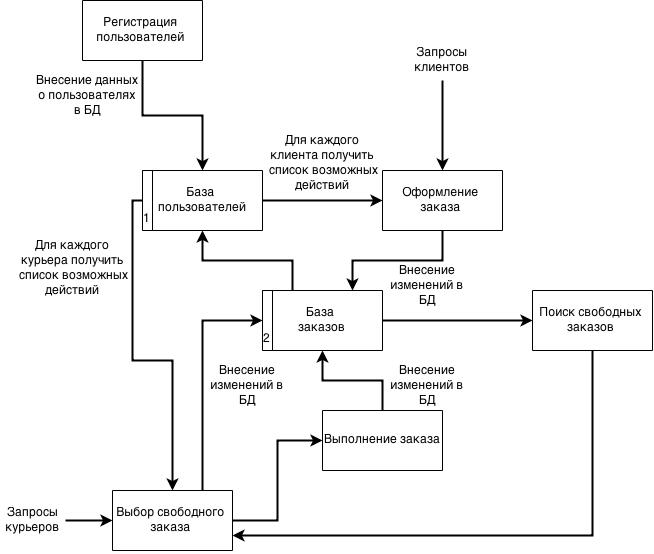 Регистрация
пользователей
Запросы
клиентов
Внесение данных
о пользователях
в БД
Для каждого
клиента получить
список возможных
действий
База
пользователей
1
Оформление
заказа
Для каждого
курьера получить
список возможных
действий
Внесение
изменений в
БД
База
заказов
2
Поиск свободных
заказов
Внесение
изменений в
БД
Внесение
изменений в
БД
Выполнение заказа
Запросы
курьеров
Выбор свободного
заказа